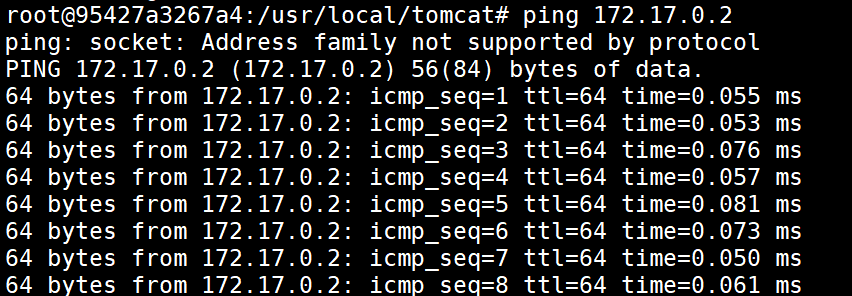 root@95427a3267a4:/usr/local/tomcat# ping 172.17.0.2
ping: socket: Address family not supported by protocol
PING 172.17.0.2 (172.17.0.2) 56(84) bytes of data.
64 bytes from 172.17.0.2: icmp_seq=1 ttl=64 time=0.055 ms
64 bytes from 172.17.0.2: icmp_seq=2 ttl=64 time=0.053 ms
64 bytes from 172.17.0.2: icmp_seq=3 ttl=64 time=0.076 ms
64 bytes from 172.17.0.2: icmp_seq=4 ttl=64 time=0.057 ms
64 bytes from 172.17.0.2: icmp_seq=5 ttl=64 time=0.081 ms
64 bytes from 172.17.0.2: icmp_seq=6 ttl=64 time=0.073 ms
64 bytes from 172.17.0.2: icmp_seq=7 ttl=64 time=0.050 ms
64 bytes from 172.17.0.2: icmp_seq=8 ttl=64 time=0.061 ms